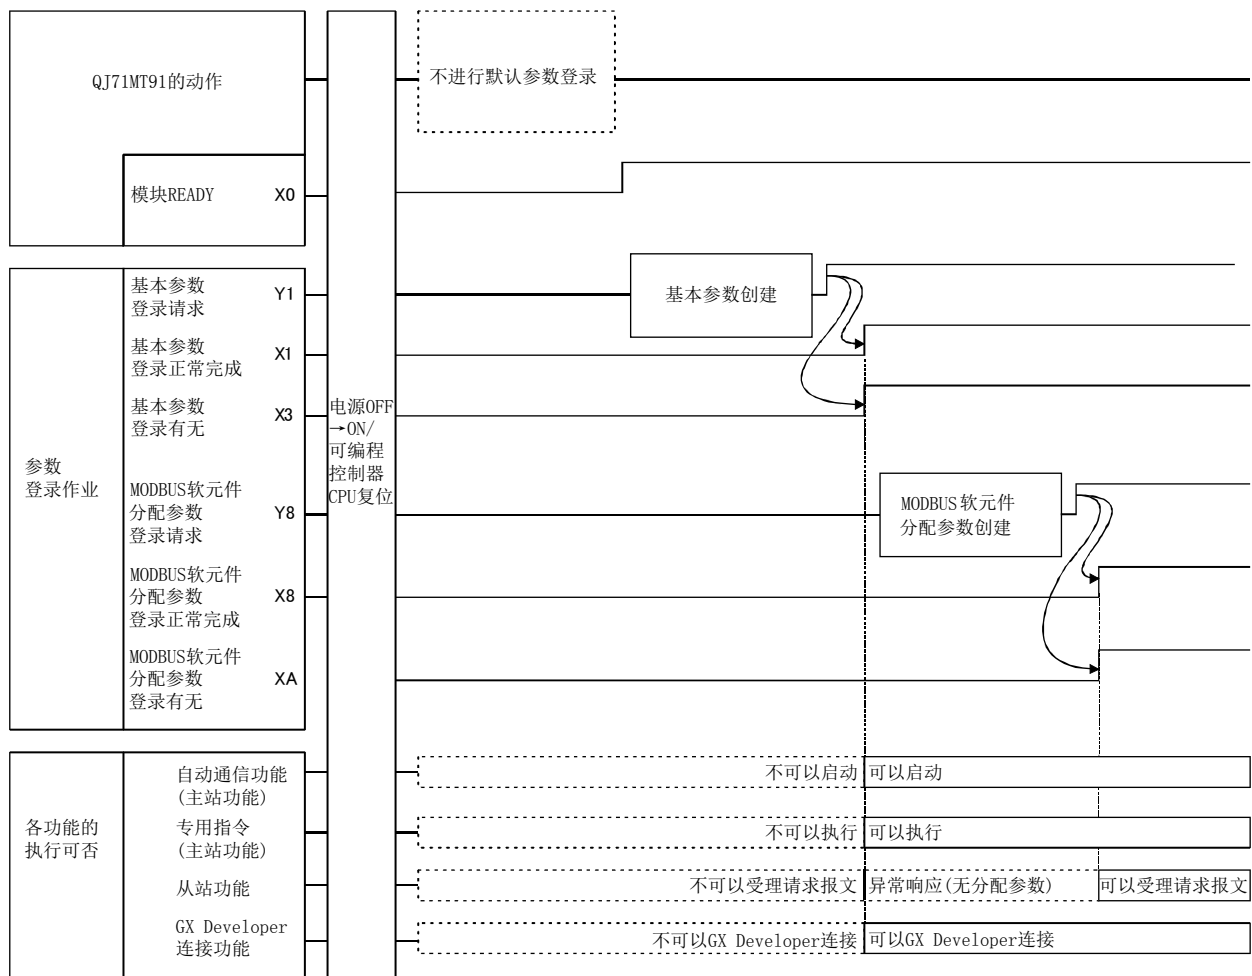 QJ71MT91的动作
不进行默认参数登录
模块READY X0
基本参数
登录请求
Y1
基本参数创建
基本参数
登录正常完成
X1
基本参数
登录有无
X3
电源OFF
→ON/
可编程
控制器
CPU复位
参数
登录作业
MODBUS软元件
分配参数
登录请求
Y8
MODBUS软元件
分配参数创建
MODBUS软元件
分配参数
登录正常完成
X8
MODBUS软元件
分配参数
登录有无
XA
各功能的
执行可否
自动通信功能
(主站功能)
不可以启动 可以启动
专用指令
(主站功能)
不可以执行 可以执行
从站功能
不可以受理请求报文 异常响应(无分配参数) 可以受理请求报文
GX Developer
连接功能
不可以GX Developer连接 可以GX Developer连接